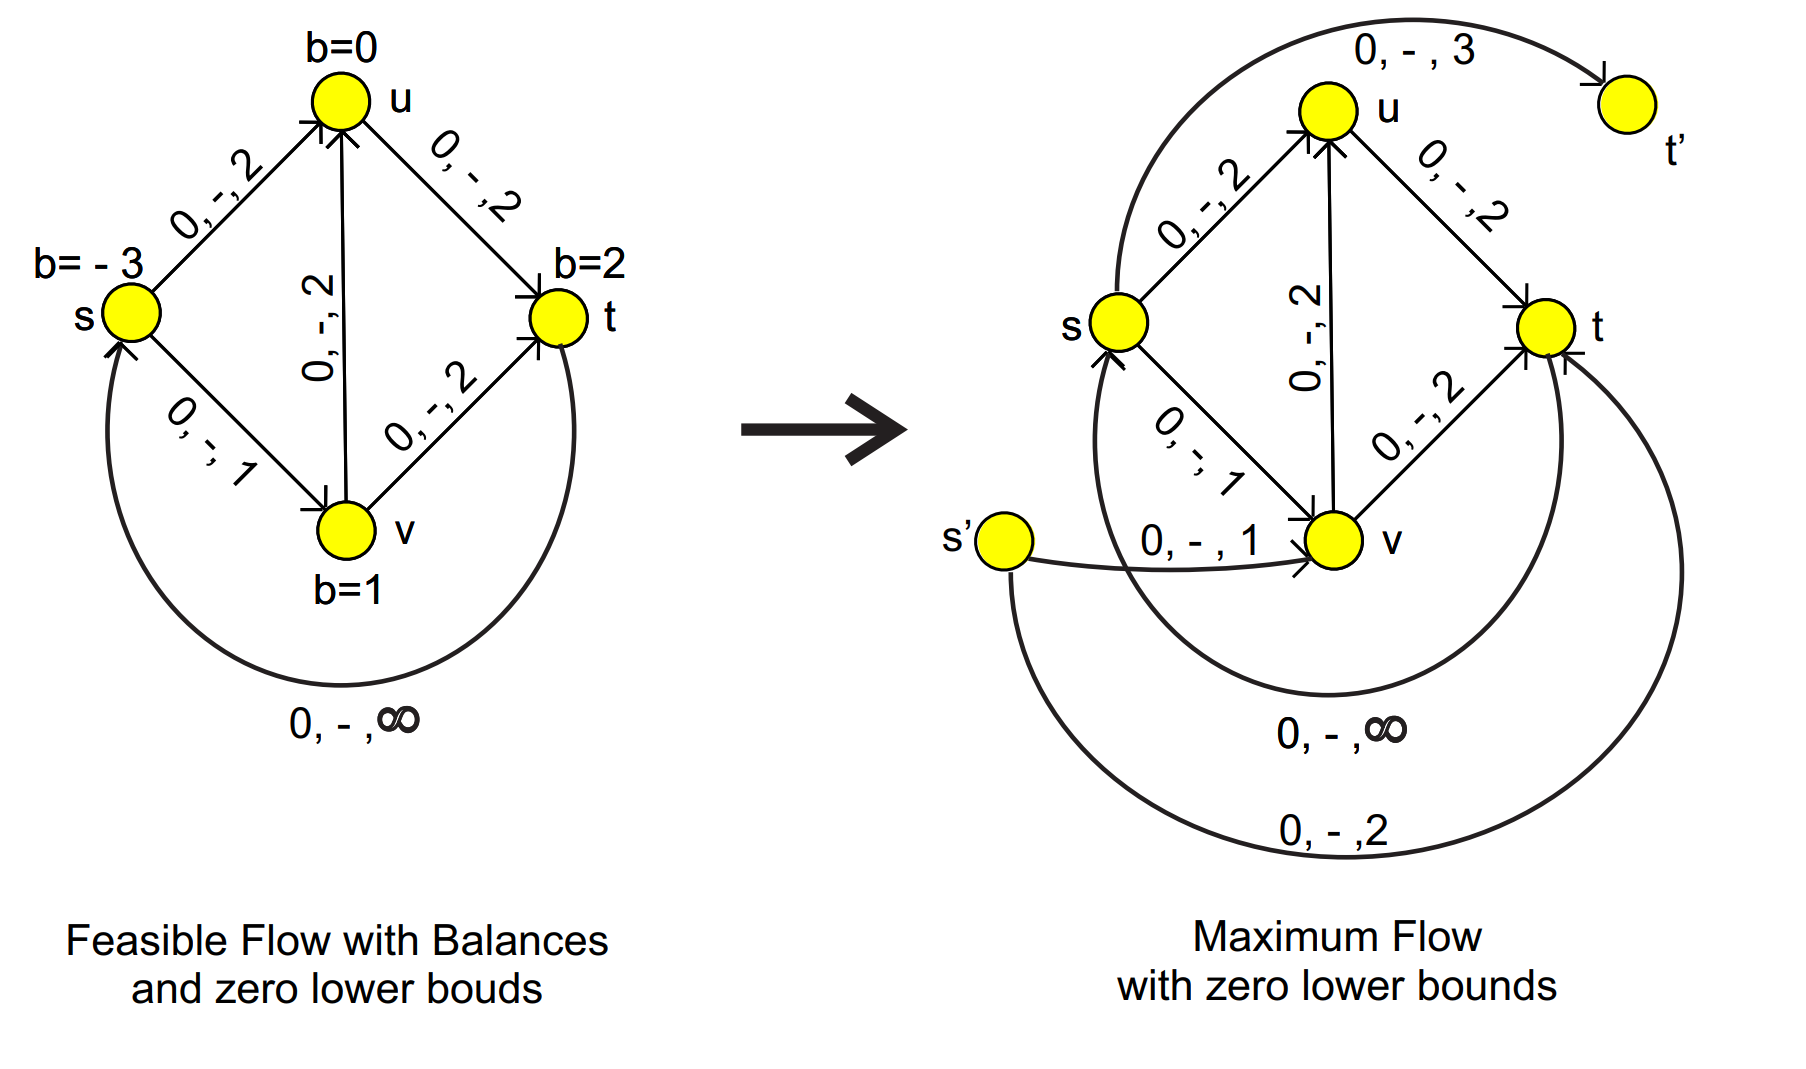 b=0
u
0, -, 2
0, - ,2
b= - 3
b=2
s
t
0, -, 2
0, -, 1
0, -, 2
v
b=1
0, - ,∞
Feasible Flow with Balances
and zero lower bouds
0, - , 3
u
t’
0, -, 2
0, - ,2
s
t
0, -, 2
0, -, 1
0, -, 2
s’
0, - , 1
v
0, - ,∞
0, - ,2
Maximum Flow
with zero lower bounds